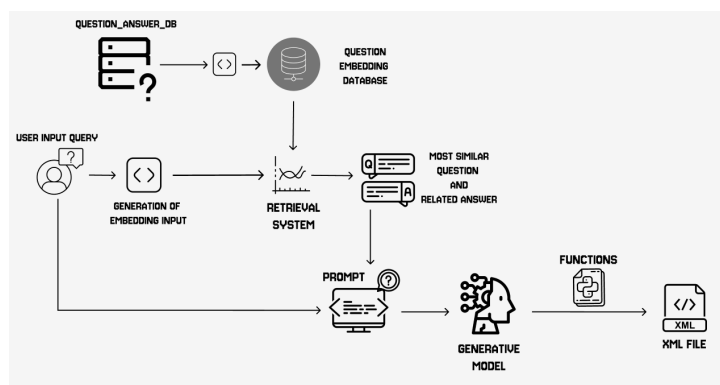 QUESTION_ANSWER_DB
QUESTION
EMBEDDING
DATABASE
USER INPUT QUERY
GENERATION OF
EMBEDDING INPUT
RETRIEVAL
SYSTEM
Q
A
MOST SIMILAR
QUESTION
AND
RELATED ANSWER
PROMPT
FUNCTIONS
GENERATIVE
MODEL
XML
XML FILE